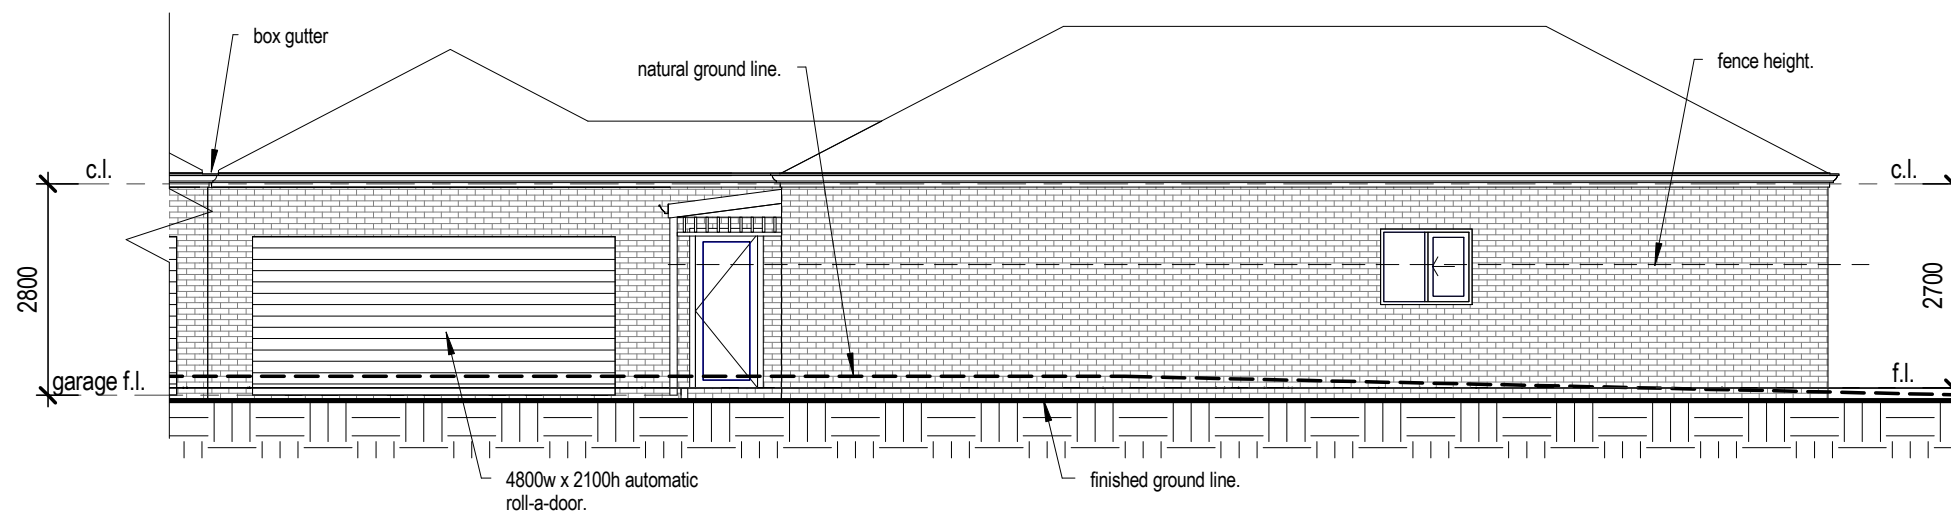 box gutter
natural ground line.
fence height.
c.l.
c.l.
2800
2700
garage f.l.
f.l.
4800w x 2100h automatic
roll-a-door.
finished ground line.